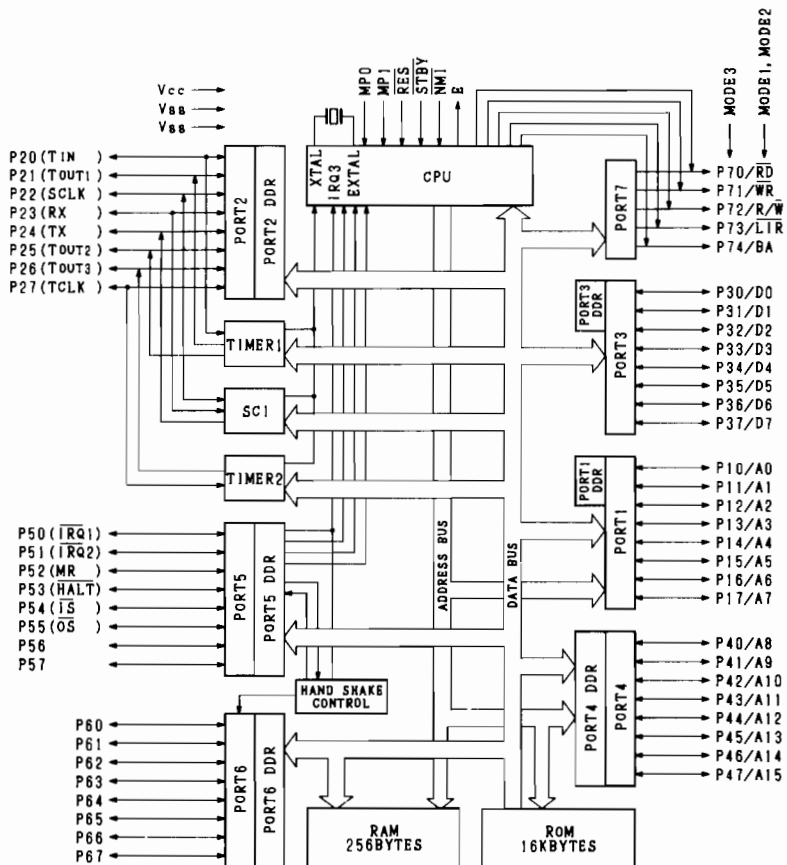 MODE3
MODE1, MODE2
Vcc
Vss
Vss
MP0
MP1
RES
STBY
NMI
E
XTAL
IRQ3
EXTAL
CPU
P20(TIN )
P21(TOUT1)
P22(SCLK )
P23(RX )
P24(TX )
P25(TOUT2)
P26(TOUT3)
P27(TCLK )
PORT2
PORT2 DDR
PORT7
P70/RD
P71/WR
P72/R/W
P73/LIR
P74/BA
TIMER1
SCI
TIMER2
PORT3 DDR
PORT3
P30/D0
P31/D1
P32/D2
P33/D3
P34/D4
P35/D5
P36/D6
P37/D7
PORT1 DDR
PORT1
P10/A0
P11/A1
P12/A2
P13/A3
P14/A4
P15/A5
P16/A6
P17/A7
P50(IRQ1)
P51(IRQ2)
P52(MR )
P53(HALT)
P54(IS )
P55(OS )
P56
P57
PORT5
PORT5 DDR
ADDRESS BUS
DATA BUS
HAND SHAKE
CONTROL
PORT4 DDR
PORT4
P40/A8
P41/A9
P42/A10
P43/A11
P44/A12
P45/A13
P46/A14
P47/A15
P60
P61
P62
P63
P64
P65
P66
P67
PORT6
PORT6 DDR
RAM
256BYTES
ROM
16KBYTES